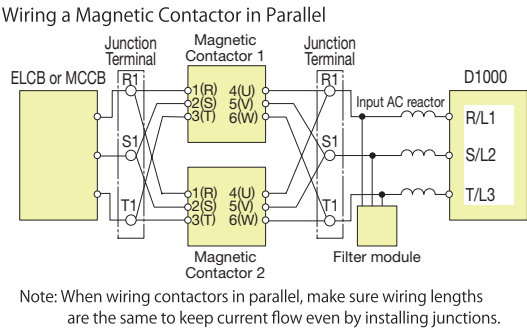 Wiring a Magnetic Contactor in Parallel
Junction
Terminal
Magnetic
Contactor 1
Junction
Terminal
ELCB or MCCB
R1
S1
T1
1(R)
2(S)
3(T)
4(U)
5(V)
6(W)
1(R)
2(S)
3(T)
4(U)
5(V)
6(W)
Magnetic
Contactor 2
R1
S1
T1
Input AC reactor
Filter module
D1000
R/L1
S/L2
T/L3
Note: When wiring contactors in parallel, make sure wiring lengths
are the same to keep current flow even by installing junctions.